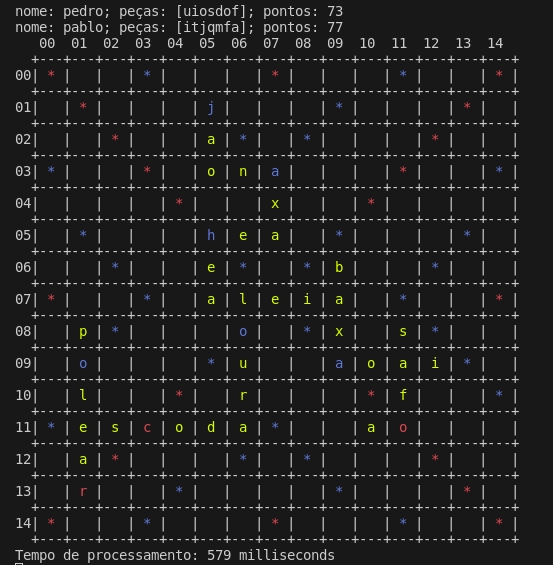 nome: pedro; peças: [uiosdof]; pontos: 73
nome: pablo; peças: [itjqmfa]; pontos: 77
   00  01  02  03  04  05  06  07  08  09  10  11  12  13  14
  +---+---+---+---+---+---+---+---+---+---+---+---+---+---+---+
00| * |   |   | * |   |   |   | * |   |   |   | * |   |   | * |
  +---+---+---+---+---+---+---+---+---+---+---+---+---+---+---+
01|   | * |   |   |   | j |   |   |   | * |   |   |   | * |   |
  +---+---+---+---+---+---+---+---+---+---+---+---+---+---+---+
02|   |   | * |   |   | a | * |   | * |   |   |   | * |   |   |
  +---+---+---+---+---+---+---+---+---+---+---+---+---+---+---+
03| * |   |   | * |   | o | n | a |   |   |   | * |   |   | * |
  +---+---+---+---+---+---+---+---+---+---+---+---+---+---+---+
04|   |   |   |   | * |   |   | x |   |   | * |   |   |   |   |
  +---+---+---+---+---+---+---+---+---+---+---+---+---+---+---+
05|   | * |   |   |   | h | e | a |   | * |   |   |   | * |   |
  +---+---+---+---+---+---+---+---+---+---+---+---+---+---+---+
06|   |   | * |   |   | e | * |   | * | b |   |   | * |   |   |
  +---+---+---+---+---+---+---+---+---+---+---+---+---+---+---+
07| * |   |   | * |   | a | l | e | i | a |   | * |   |   | * |
  +---+---+---+---+---+---+---+---+---+---+---+---+---+---+---+
08|   | p | * |   |   |   | o |   | * | x |   | s | * |   |   |
  +---+---+---+---+---+---+---+---+---+---+---+---+---+---+---+
09|   | o |   |   |   | * | u |   |   | a | o | a | i | * |   |
  +---+---+---+---+---+---+---+---+---+---+---+---+---+---+---+
10|   | l |   |   | * |   | r |   |   |   | * | f |   |   | * |
  +---+---+---+---+---+---+---+---+---+---+---+---+---+---+---+
11| * | e | s | c | o | d | a | * |   |   | a | o |   |   |   |
  +---+---+---+---+---+---+---+---+---+---+---+---+---+---+---+
12|   | a | * |   |   |   | * |   | * |   |   |   | * |   |   |
  +---+---+---+---+---+---+---+---+---+---+---+---+---+---+---+
13|   | r |   |   | * |   |   |   |   | * |   |   |   | * |   |
  +---+---+---+---+---+---+---+---+---+---+---+---+---+---+---+
14| * |   |   | * |   |   |   | * |   |   |   | * |   |   | * |
  +---+---+---+---+---+---+---+---+---+---+---+---+---+---+---+
Tempo de processamento: 579 milliseconds